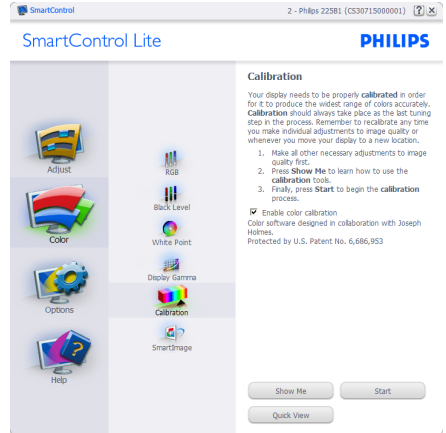 SmartControl
2 - Philips 225B1 (CS30715000001)
SmartControl Lite
PHILIPS
Adjust
Color
Options
Help
RGB
Black Level
White Point
Display Gamma
Calibration
SmartImage
Calibration
Your display needs to be properly calibrated in order
for it to produce the widest range of colors accurately.
Calibration should always take place as the last tuning
step in the process. Remember to recalibrate any time
you make individual adjustments to image quality or
whenever you move your display to a new location.
1. Make all other necessary adjustments to image
quality first.
2. Press Show Me to learn how to use the
calibration tools.
3. Finally, press Start to begin the calibration
process.
Enable color calibration
Color software designed in collaboration with Joseph
Holmes.
Protected by U.S. Patent No. 6,686,953
Show Me
Start
Quick View